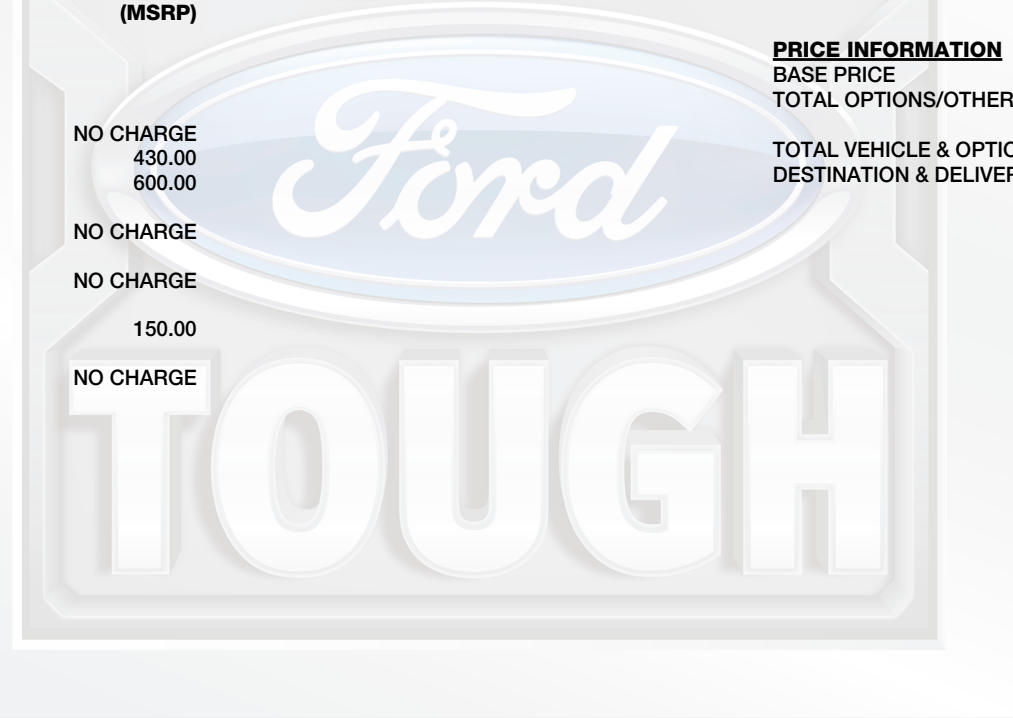 (MSRP)
NO CHARGE
430.00
600.00
NO CHARGE
NO CHARGE
150.00
NO CHARGE
PRICE INFORMATION
BASE PRICE
TOTAL OPTIONS/OTHER
TOTAL VEHICLE & OPTIO
DESTINATION & DELIVER
Ford
TOUGH